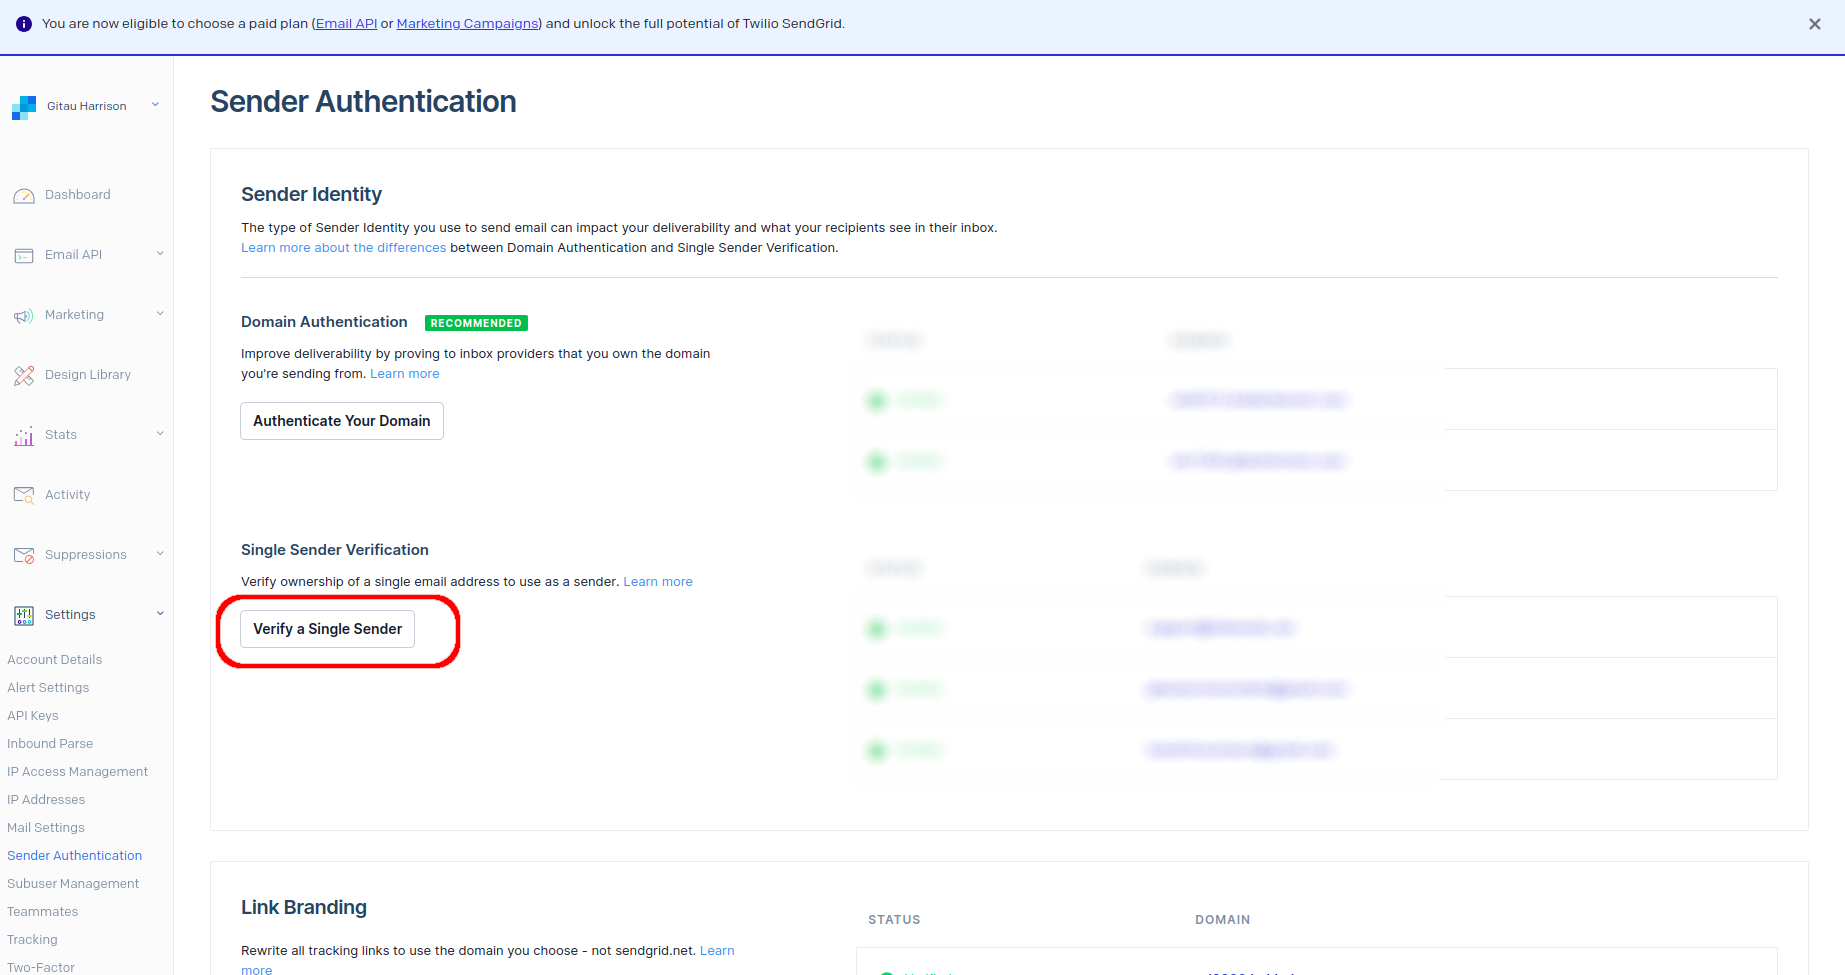 You are now eligible to choose a paid plan (Email API or Marketing Campaigns) and unlock the full potential of Twilio SendGrid.
Gitau Harrison
Dashboard
Email API
Marketing
Design Library
Stats
Activity
Suppressions
Settings
Account Details
Alert Settings
API Keys
Inbound Parse
IP Access Management
IP Addresses
Mail Settings
Sender Authentication
Subuser Management
Teammates
Tracking
Two-Factor
Sender Authentication
Sender Identity
The type of Sender Identity you use to send email can impact your deliverability and what your recipients see in their inbox.
Learn more about the differences between Domain Authentication and Single Sender Verification.
Domain Authentication RECOMMENDED
Improve deliverability by proving to inbox providers that you own the domain
you're sending from. Learn more
Authenticate Your Domain
Single Sender Verification
Verify ownership of a single email address to use as a sender. Learn more
Verify a Single Sender
Link Branding
Rewrite all tracking links to use the domain you choose - not sendgrid.net. Learn
more
STATUS DOMAIN